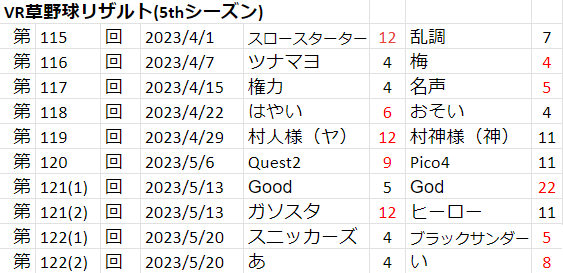 VR草野球リザルト(5thシーズン)
第 115 回 2023/4/1 スロースターター 12 乱調 7
第 116 回 2023/4/7 ツナマヨ 4 梅 4
第 117 回 2023/4/15 権力 4 名声 5
第 118 回 2023/4/22 はやい 6 おそい 4
第 119 回 2023/4/29 村人様（ヤ） 12 村神様（神） 11
第 120 回 2023/5/6 Quest2 9 Pico4 11
第 121(1) 回 2023/5/13 Good 5 God 22
第 121(2) 回 2023/5/13 ガソスタ 12 ヒーロー 11
第 122(1) 回 2023/5/20 スニッカーズ 4 ブラックサンダー 5
第 122(2) 回 2023/5/20 あ 4 い 8